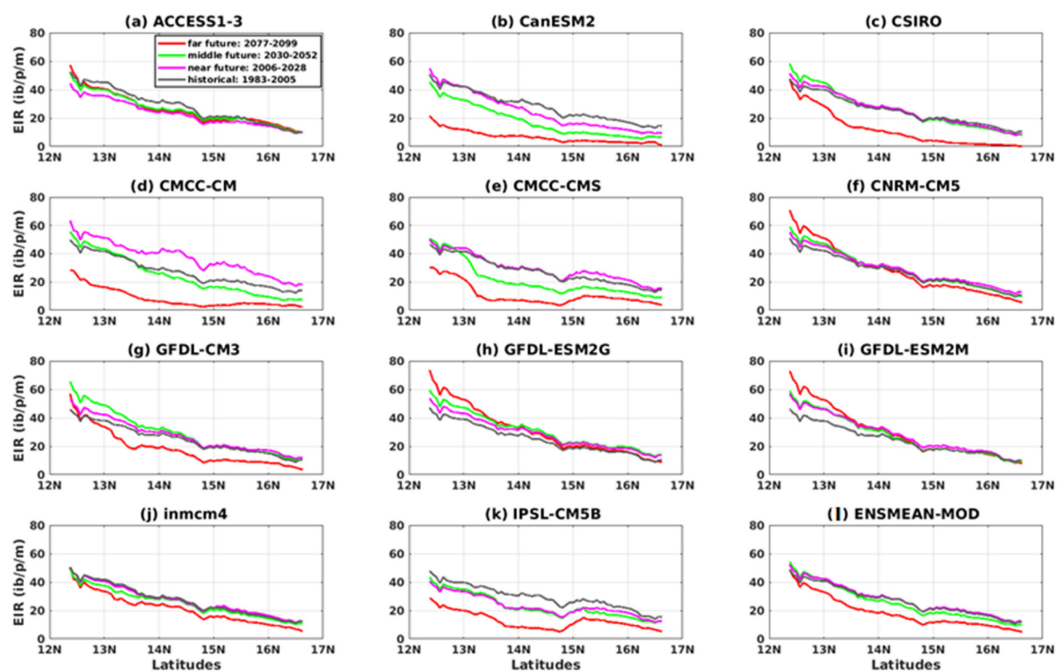 (a) ACCESS1-3
(b) CanESM2
(c) CSIRO
EIR (ib/p/m)
80
60
40
20
0
far future: 2077-2099
middle future: 2030-2052
near future: 2006-2028
historical: 1983-2005
80
60
40
20
0
80
60
40
20
0
12N 13N 14N 15N 16N 17N
12N 13N 14N 15N 16N 17N
12N 13N 14N 15N 16N 17N
(d) CMCC-CM
(e) CMCC-CMS
(f) CNRM-CM5
EIR (ib/p/m)
80
60
40
20
0
80
60
40
20
0
80
60
40
20
0
12N 13N 14N 15N 16N 17N
12N 13N 14N 15N 16N 17N
12N 13N 14N 15N 16N 17N
(g) GFDL-CM3
(h) GFDL-ESM2G
(i) GFDL-ESM2M
EIR (ib/p/m)
80
60
40
20
0
80
60
40
20
0
80
60
40
20
0
12N 13N 14N 15N 16N 17N
12N 13N 14N 15N 16N 17N
12N 13N 14N 15N 16N 17N
(j) inmcm4
(k) IPSL-CM5B
(l) ENSMEAN-MOD
EIR (ib/p/m)
80
60
40
20
0
80
60
40
20
0
80
60
40
20
0
12N 13N 14N 15N 16N 17N
12N 13N 14N 15N 16N 17N
12N 13N 14N 15N 16N 17N
Latitudes
Latitudes
Latitudes